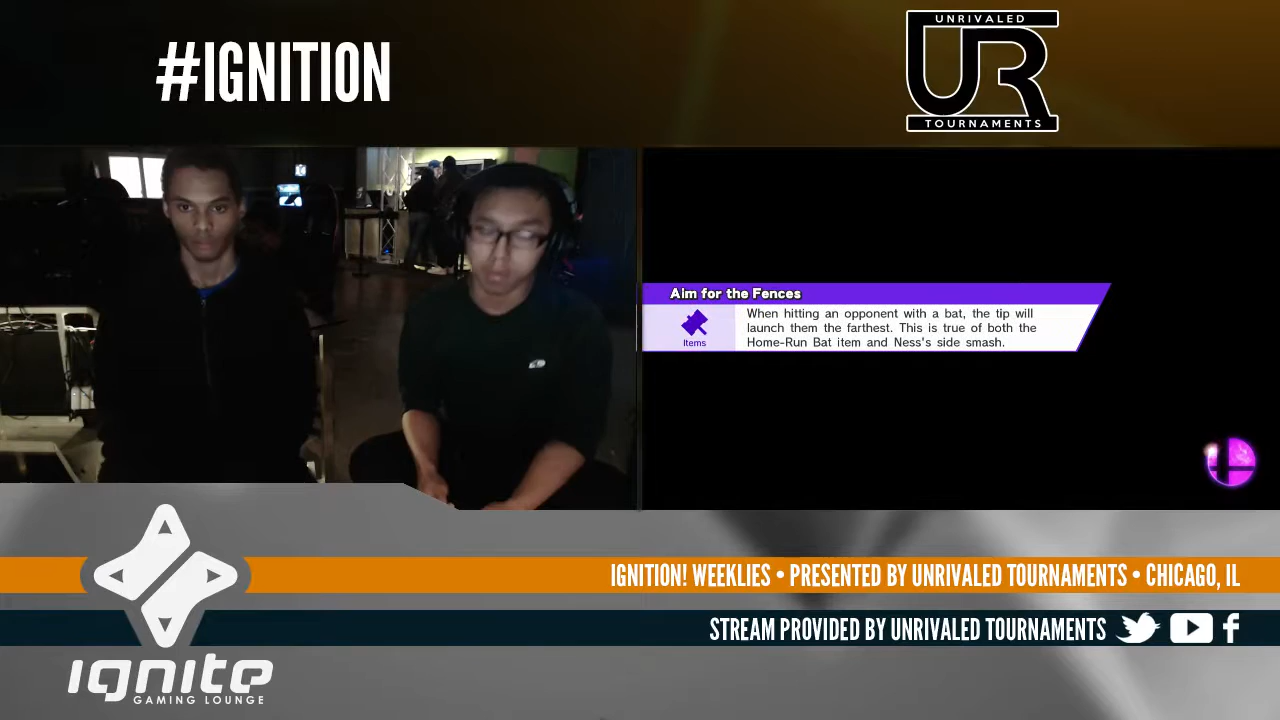 #IGNITION
UNRIVALED
UR
TOURNAMENTS
Aim for the Fences
Items
When hitting an opponent with a bat, the tip will
launch them the farthest. This is true of both the
Home-Run Bat item and Ness's side smash.
IGNITION! WEEKLIES • PRESENTED BY UNRIVALED TOURNAMENTS • CHICAGO, IL
STREAM PROVIDED BY UNRIVALED TOURNAMENTS
ignite
GAMING LOUNGE